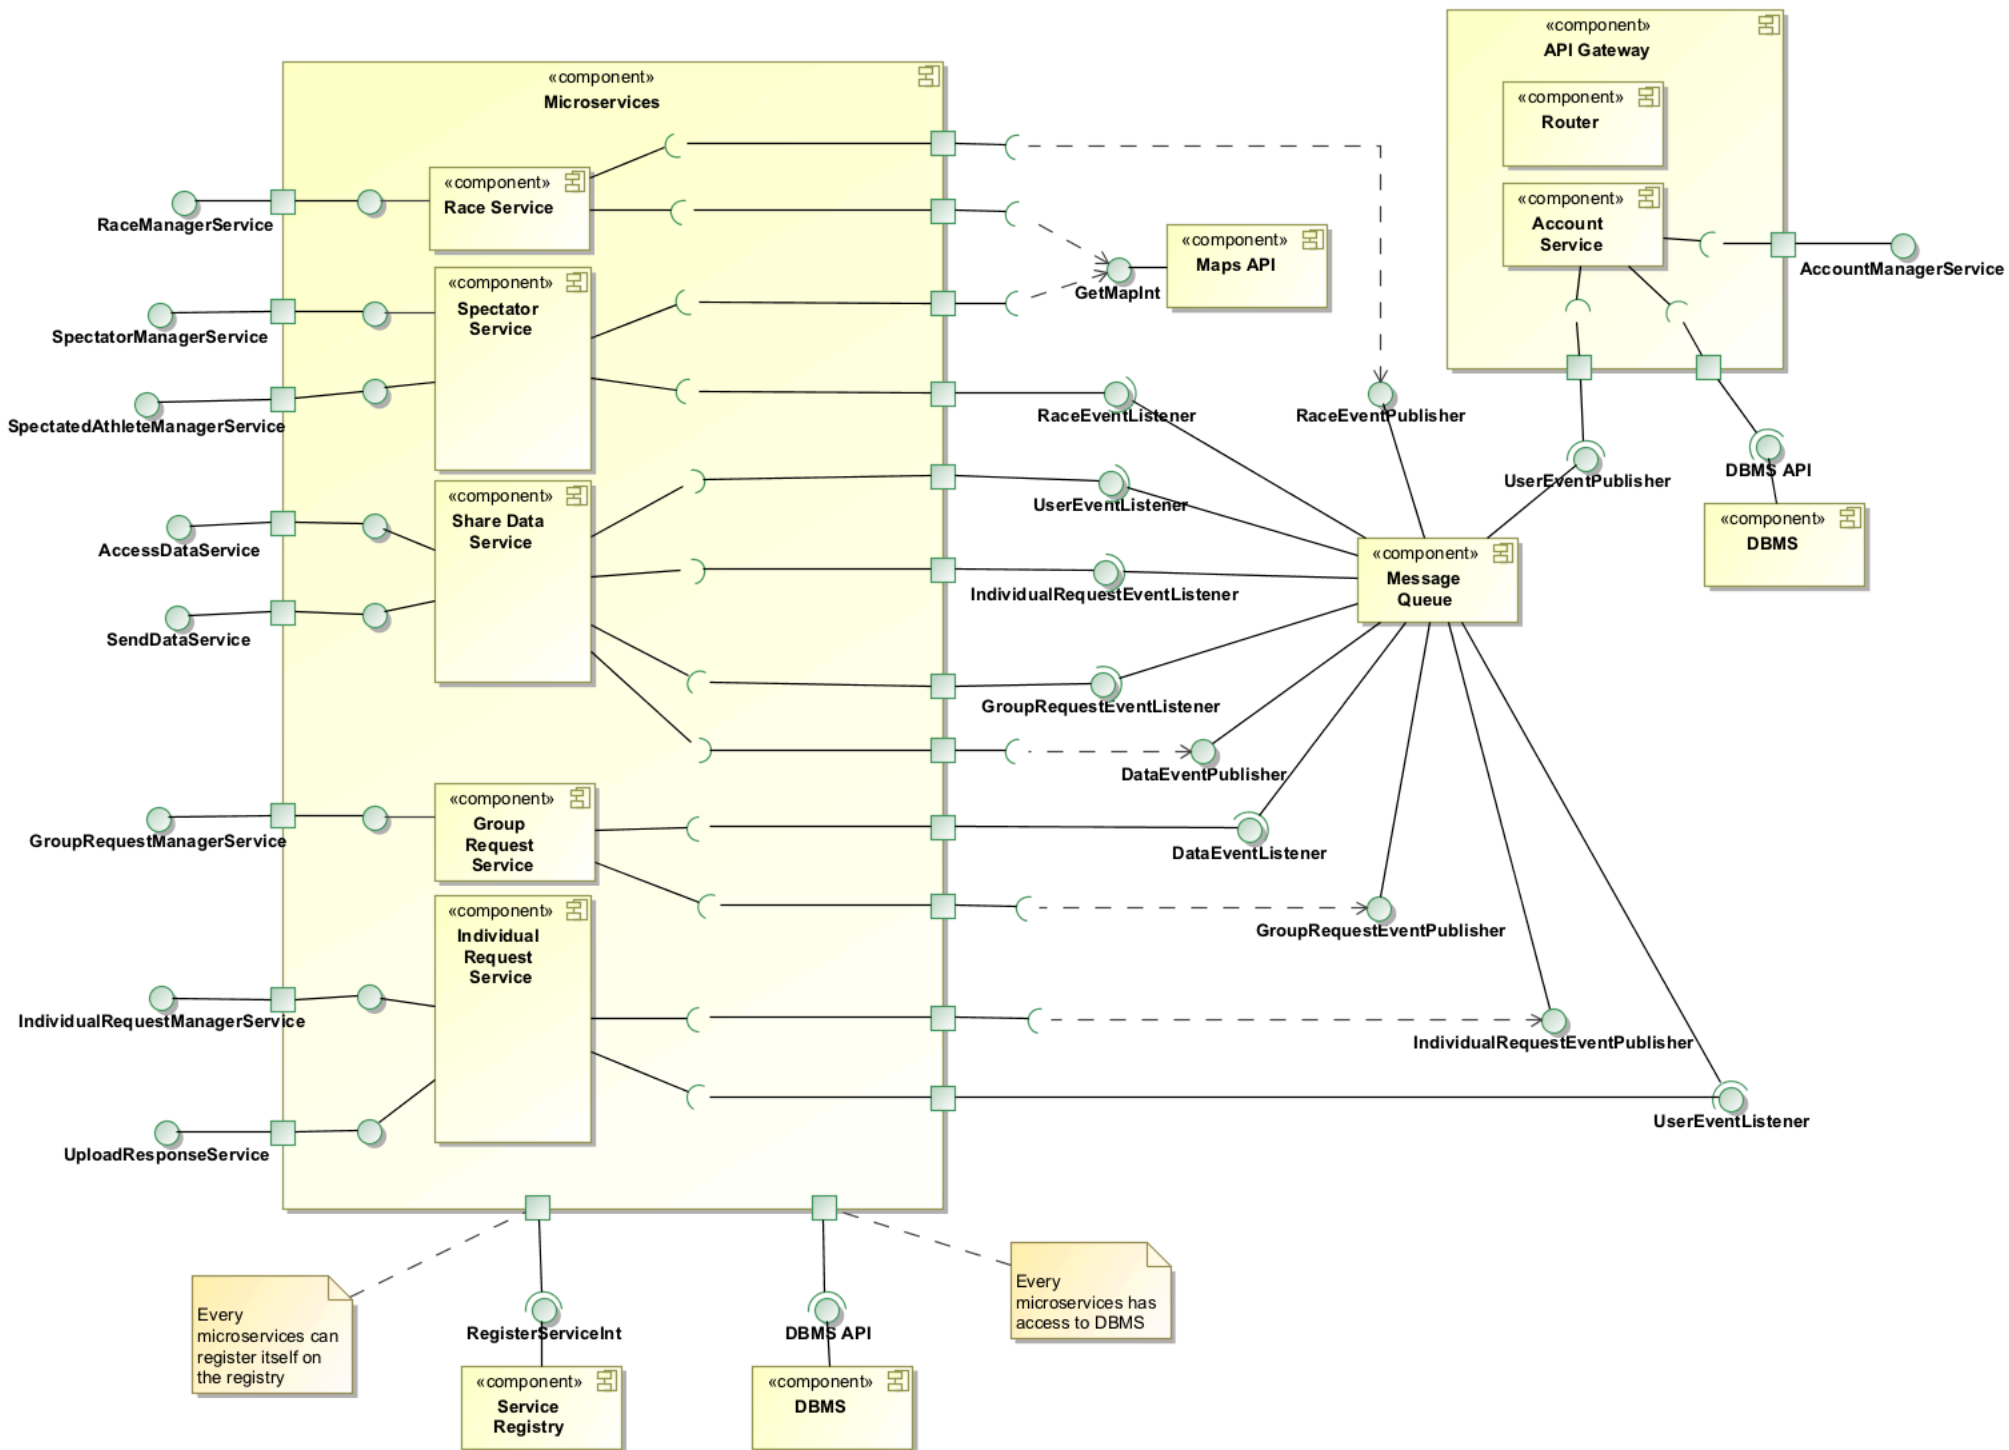 «component»
API Gateway
«component»
Router
«component»
Account
Service
AccountManagerService
«component»
Microservices
«component»
Race Service
RaceManagerService
«component»
Maps API
GetMapInt
«component»
Spectator
Service
SpectatorManagerService
SpectatedAthleteManagerService
RaceEventListener
RaceEventPublisher
UserEventPublisher
DBMS API
«component»
DBMS
«component»
Share Data
Service
AccessDataService
SendDataService
UserEventListener
IndividualRequestEventListener
«component»
Message
Queue
GroupRequestEventListener
DataEventPublisher
«component»
Group
Request
Service
GroupRequestManagerService
DataEventListener
GroupRequestEventPublisher
«component»
Individual
Request
Service
IndividualRequestManagerService
IndividualRequestEventPublisher
UploadResponseService
UserEventListener
Every
microservices can
register itself on
the registry
RegisterServiceInt
DBMS API
Every
microservices has
access to DBMS
«component»
Service
Registry
«component»
DBMS